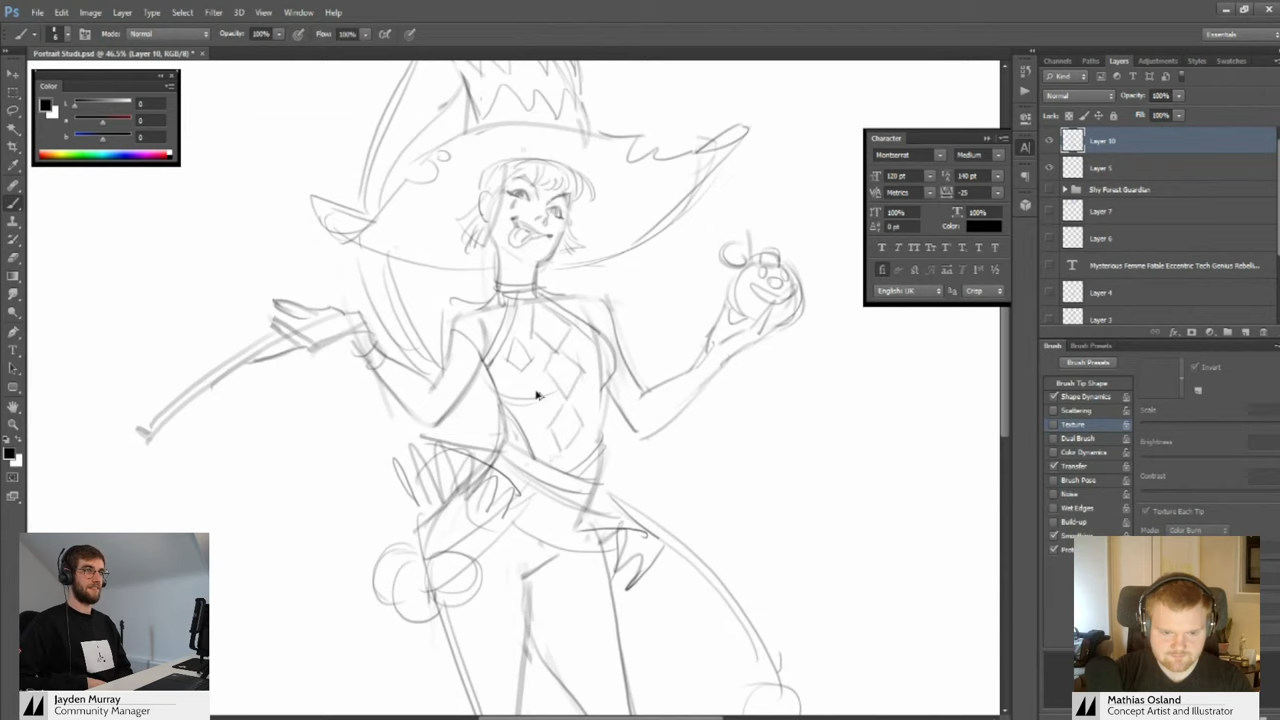 Ps File Edit Image Layer Type Select Filter 3D View Window Help
6 Mode: Normal Opacity: 100% Flow: 100% Essentials
Portrait Studi.psd @ 46.5% (Layer 10, RGB/8) * ×
Color
L 0
a 0
b 0
Character
Montserrat Medium
120 pt 140 pt
Metrics -25
100% 100%
0 pt Color:
English: UK Crisp
Channels Paths Layers Adjustments Styles Swatches
Kind
Normal Opacity: 100%
Lock: Fill: 100%
Layer 10
Layer 5
Shy Forest Guardian
Layer 7
Layer 6
T Mysterious Femme Fatale Eccentric Tech Genius Rebelli...
Layer 4
Layer 3
Brush Brush Presets
Brush Presets
Invert
Brush Tip Shape
Shape Dynamics Scale
Scattering
Texture Brightness
Dual Brush
Color Dynamics
Transfer Contrast
Brush Pose
Noise
Wet Edges Texture Each Tip
Build-up
Mode: Color Burn
Jayden Murray
Community Manager
Mathias Osland
Concept Artist and Illustrator